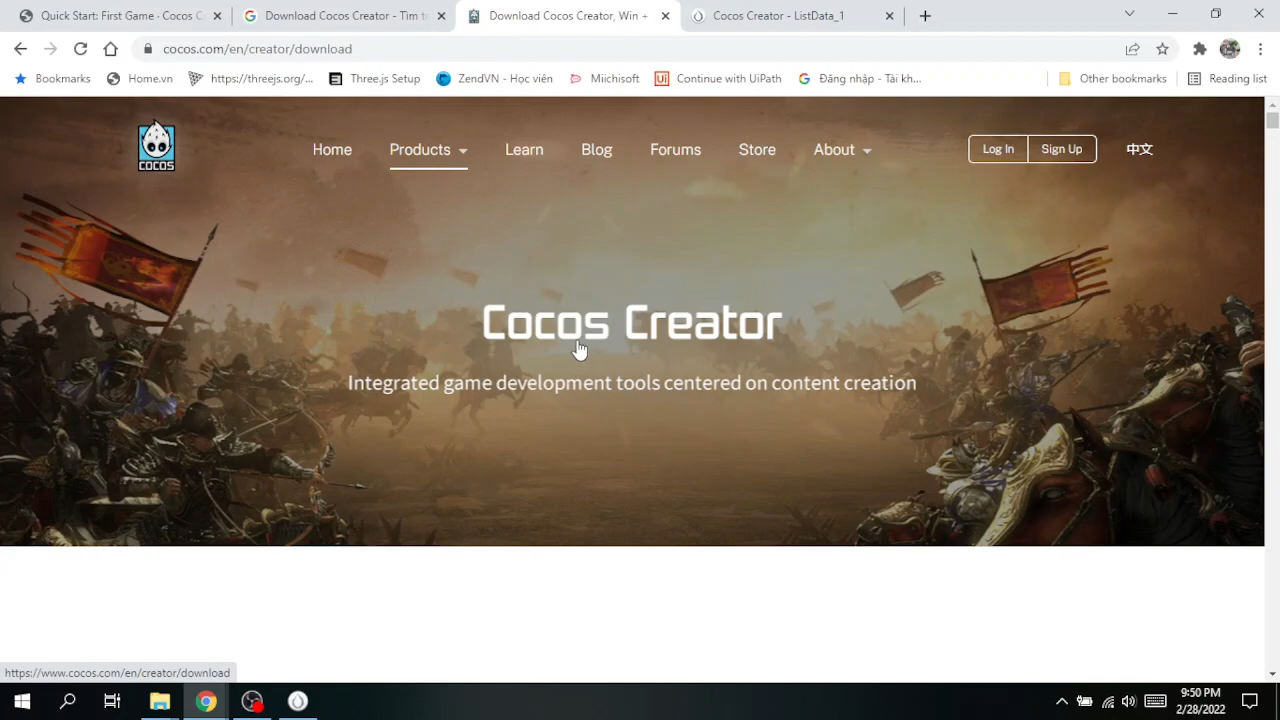 Quick Start: First Game · Cocos C
Download Cocos Creator - Tìm t
Download Cocos Creator, Win +
Cocos Creator - ListData_1
cocos.com/en/creator/download
Bookmarks
Home.vn
https://threejs.org/...
Three.js Setup
ZendVN - Học viên
Miichisoft
Continue with UiPath
Đăng nhập - Tài kh...
Other bookmarks
Reading list
COCOS
Home
Products
Learn
Blog
Forums
Store
About
Log In
Sign Up
中文
Cocos Creator
Integrated game development tools centered on content creation
https://www.cocos.com/en/creator/download
9:50 PM
2/28/2022